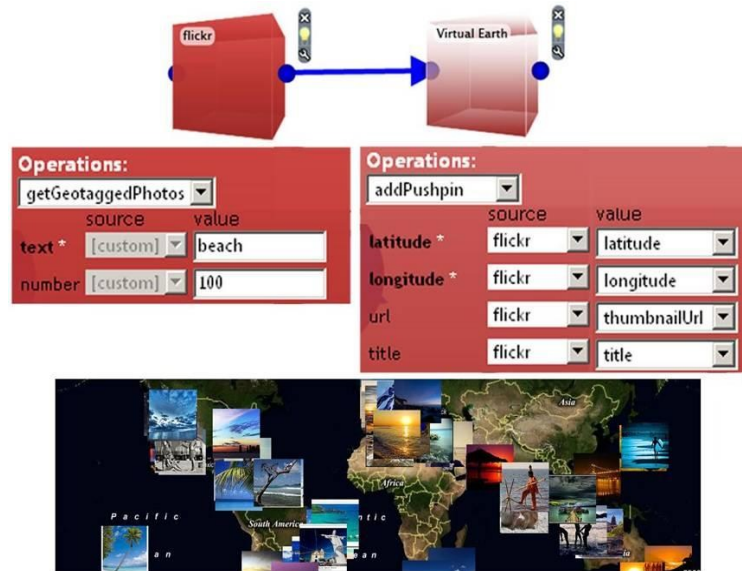 flickr
Virtual Earth
Operations:
getGeotaggedPhotos
source value
text * [custom] beach
number [custom] 100
Operations:
addPushpin
source value
latitude * flickr latitude
longitude * flickr longitude
url flickr thumbnailUrl
title flickr title
Asia
Africa
Pacific
South America